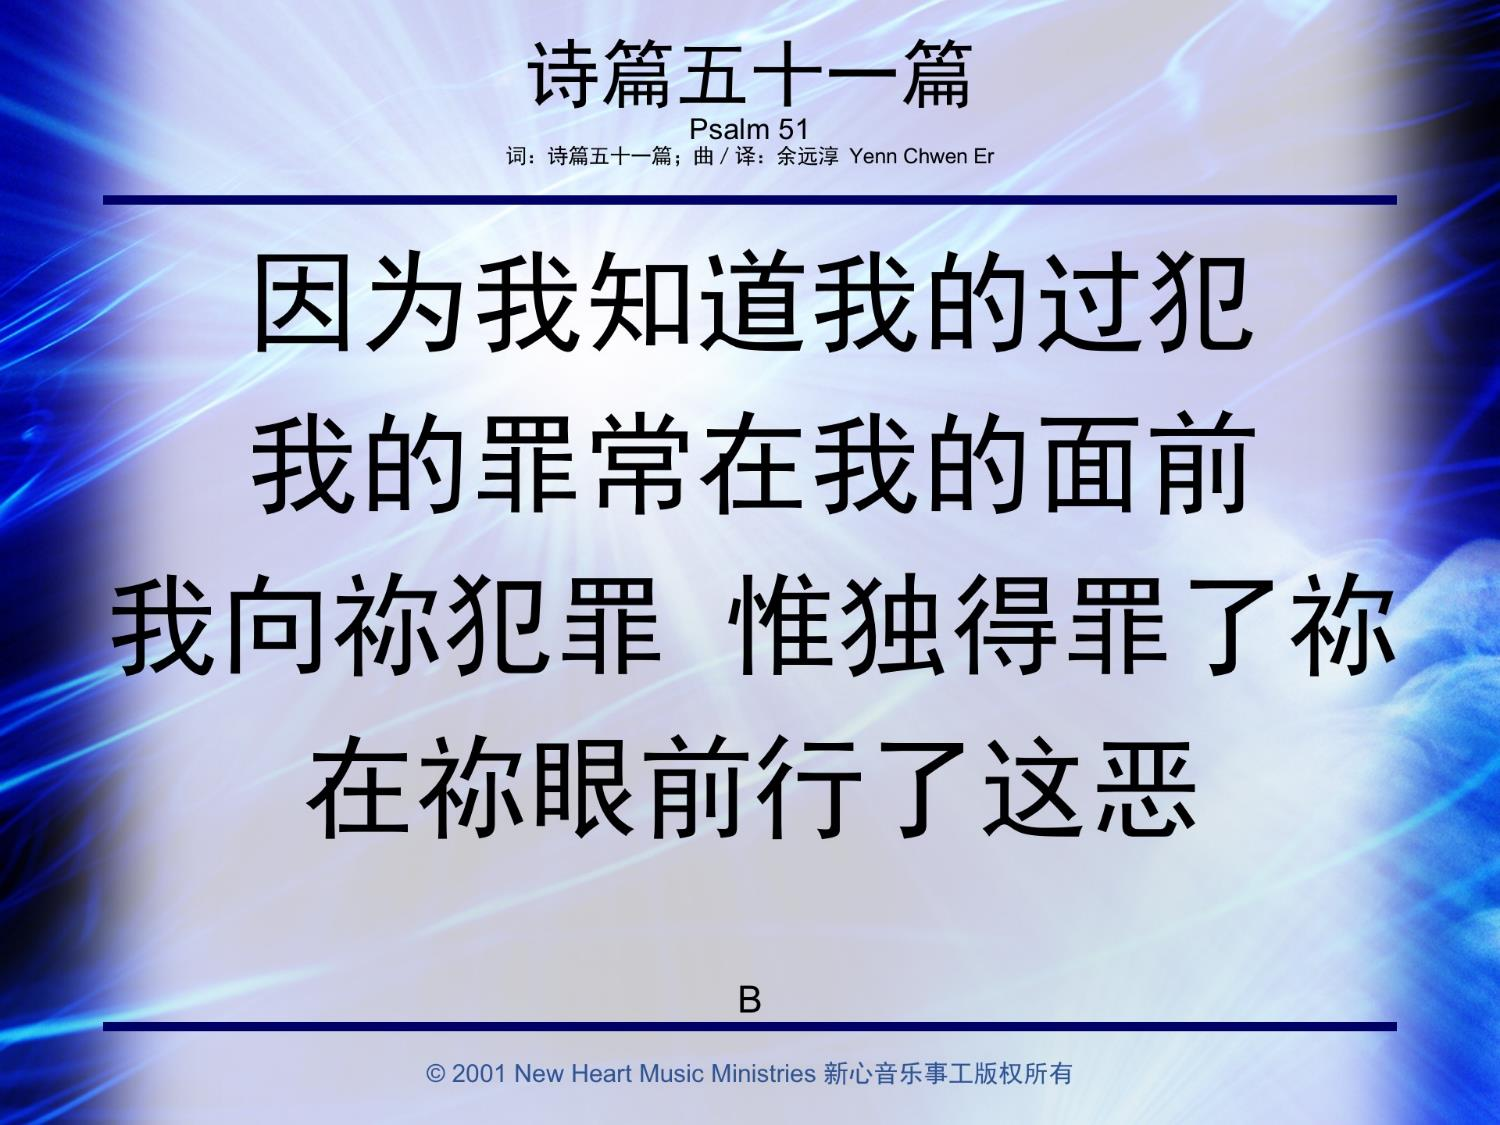 诗篇五十一篇
Psalm 51
词：诗篇五十一篇；曲 / 译：余远淳 Yenn Chwen Er
因为我知道我的过犯
我的罪常在我的面前
我向祢犯罪 惟独得罪了祢
在祢眼前行了这恶
B
© 2001 New Heart Music Ministries 新心音乐事工版权所有